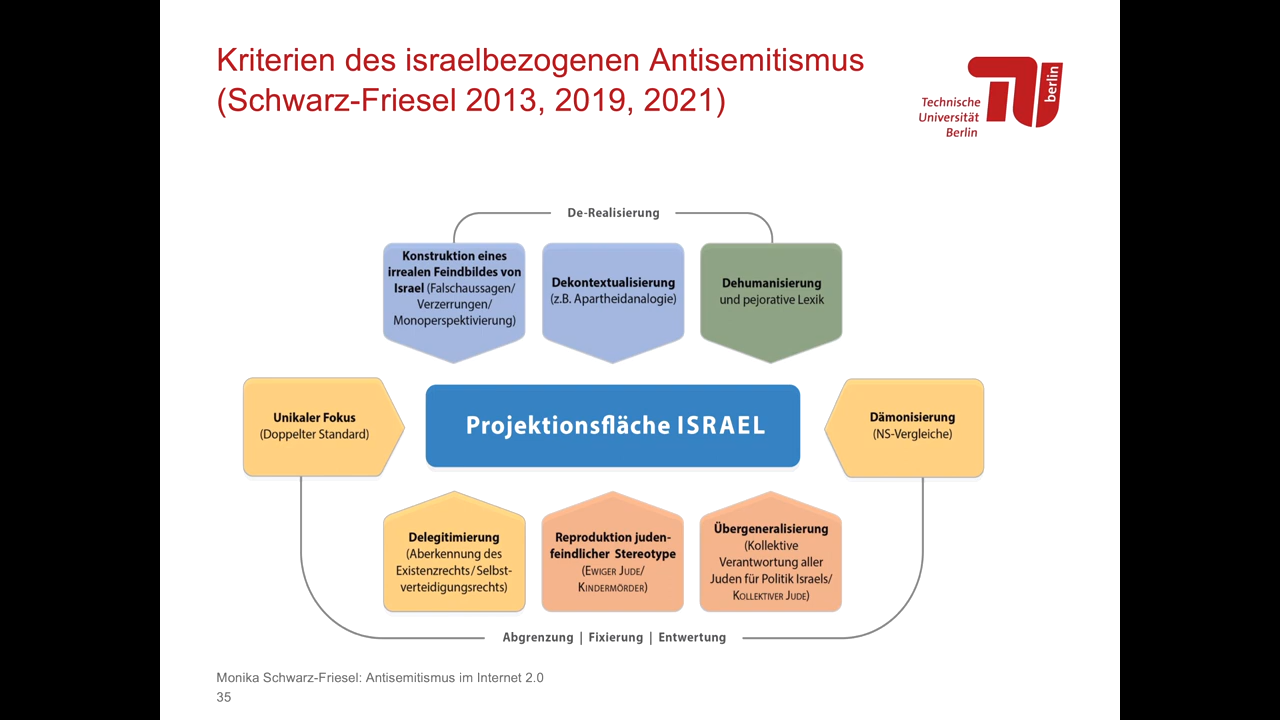 Kriterien des israelbezogenen Antisemitismus
(Schwarz-Friesel 2013, 2019, 2021)
Technische
Universität
Berlin
berlin
De-Realisierung
Konstruktion eines
irrealen Feindbildes von
Israel (Falschaussagen/
Verzerrungen/
Monoperspektivierung)
Dekontextualisierung
(z.B. Apartheidanalogie)
Dehumanisierung
und pejorative Lexik
Unikaler Fokus
(Doppelter Standard)
Projektionsfläche ISRAEL
Dämonisierung
(NS-Vergleiche)
Delegitimierung
(Aberkennung des
Existenzrechts/Selbst-
verteidigungsrechts)
Reproduktion juden-
feindlicher Stereotype
(Ewiger Jude/
Kindermörder)
Übergeneralisierung
(Kollektive
Verantwortung aller
Juden für Politik Israels/
Kollektiver Jude)
Abgrenzung | Fixierung | Entwertung
Monika Schwarz-Friesel: Antisemitismus im Internet 2.0
35